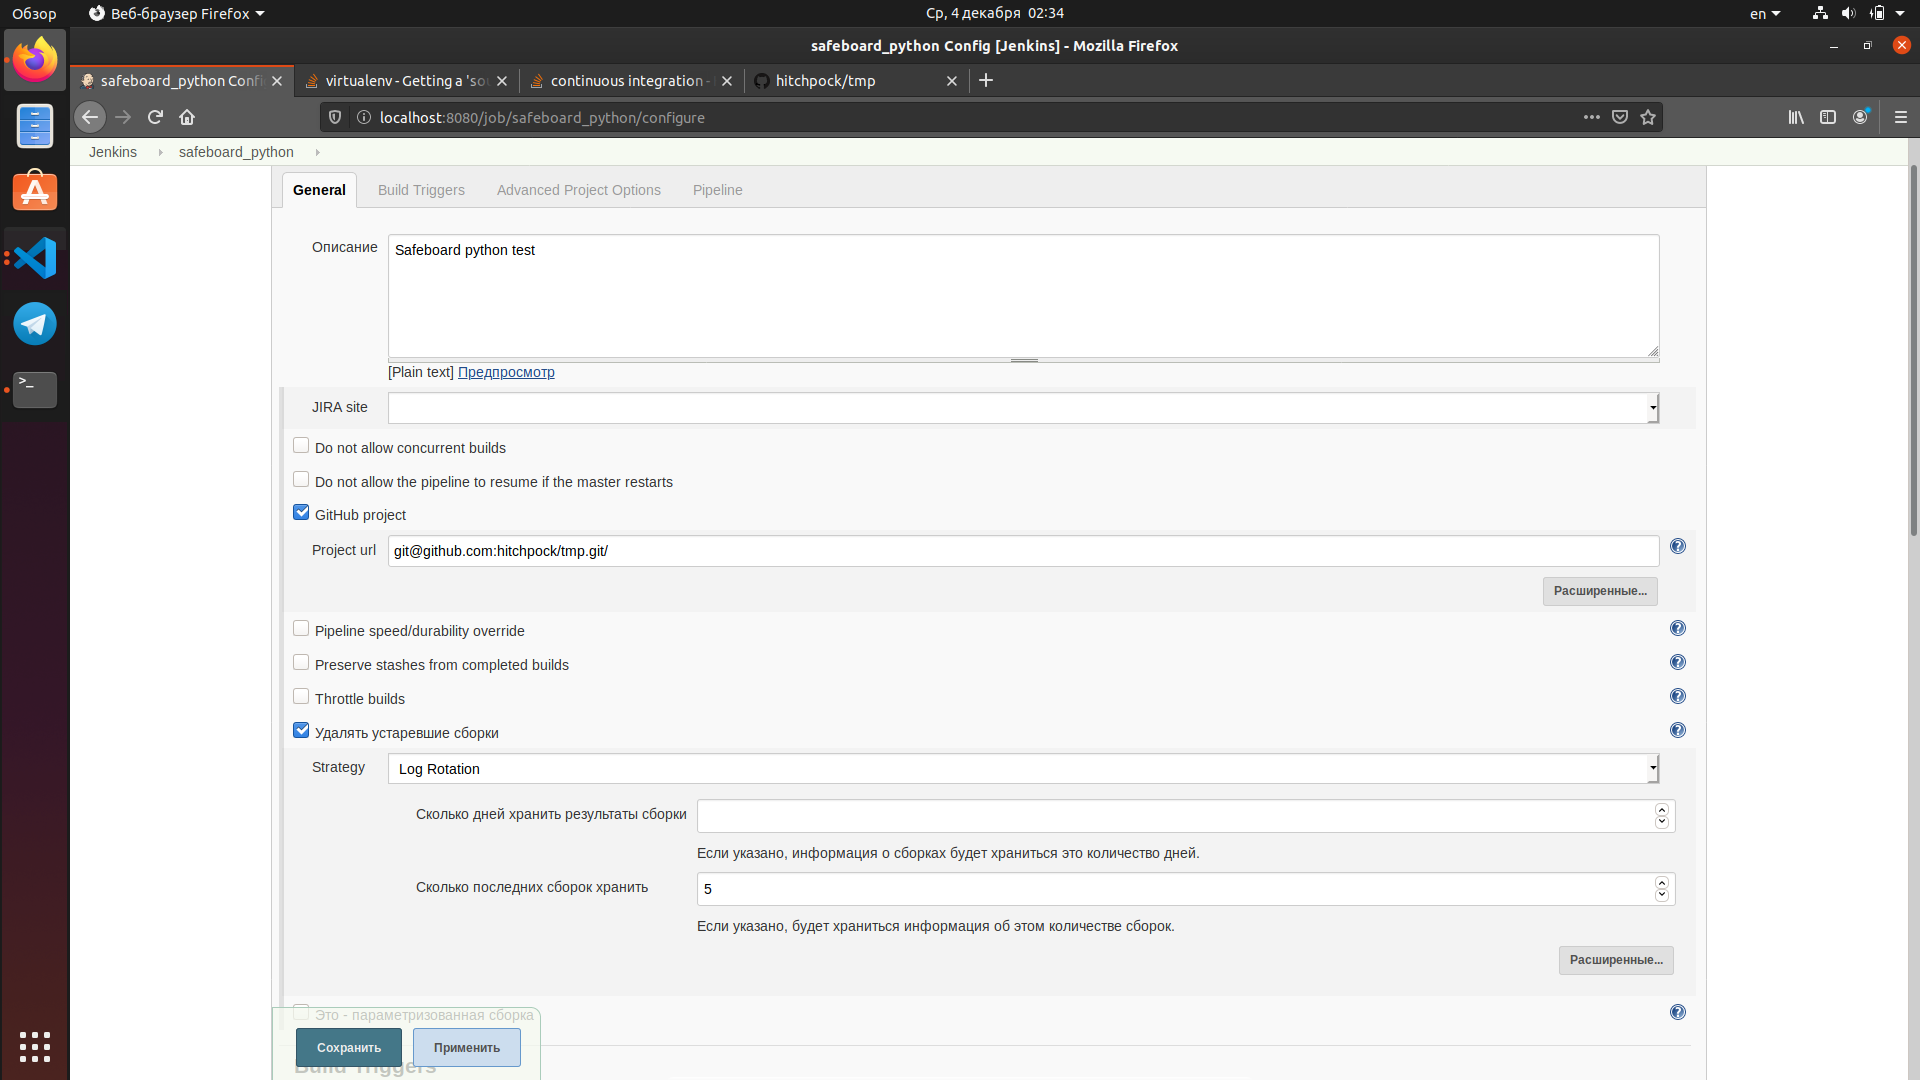 Обзор
Веб-браузер Firefox
Ср, 4 декабря 02:34
en
safeboard_python Config [Jenkins] - Mozilla Firefox
safeboard_python Confi
virtualenv - Getting a 'sou
continuous integration -
hitchpock/tmp
localhost:8080/job/safeboard_python/configure
Jenkins
safeboard_python
General
Build Triggers
Advanced Project Options
Pipeline
Описание
Safeboard python test
[Plain text] Предпросмотр
JIRA site
Do not allow concurrent builds
Do not allow the pipeline to resume if the master restarts
GitHub project
Project url
git@github.com:hitchpock/tmp.git/
Расширенные...
Pipeline speed/durability override
Preserve stashes from completed builds
Throttle builds
Удалять устаревшие сборки
Strategy
Log Rotation
Сколько дней хранить результаты сборки
Если указано, информация о сборках будет храниться это количество дней.
Сколько последних сборок хранить
5
Если указано, будет храниться информация об этом количестве сборок.
Расширенные...
Это - параметризованная сборка
Сохранить
Применить
Build Triggers